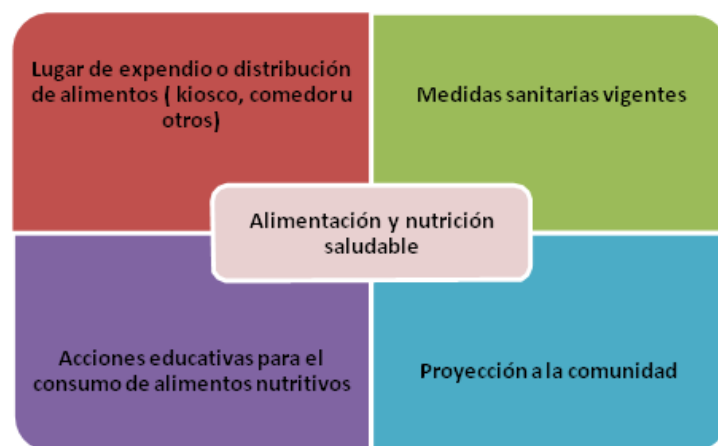 Lugar de expendio o distribución
de alimentos ( kiosco, comedor u
otros)
Medidas sanitarias vigentes
Alimentación y nutrición
saludable
Acciones educativas para el
consumo de alimentos nutritivos
Proyección a la comunidad